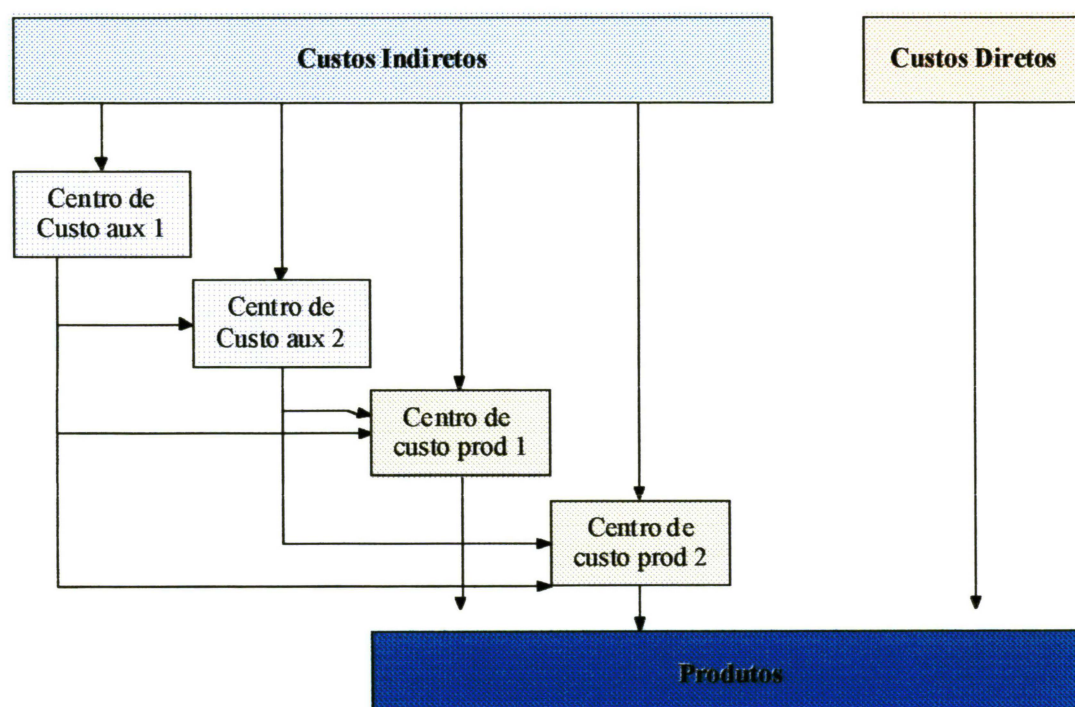 Custos Indiretos
Custos Diretos
Centro de
Custo aux 1
Centro de
Custo aux 2
Centro de
custo prod 1
Centro de
custo prod 2
Produtos